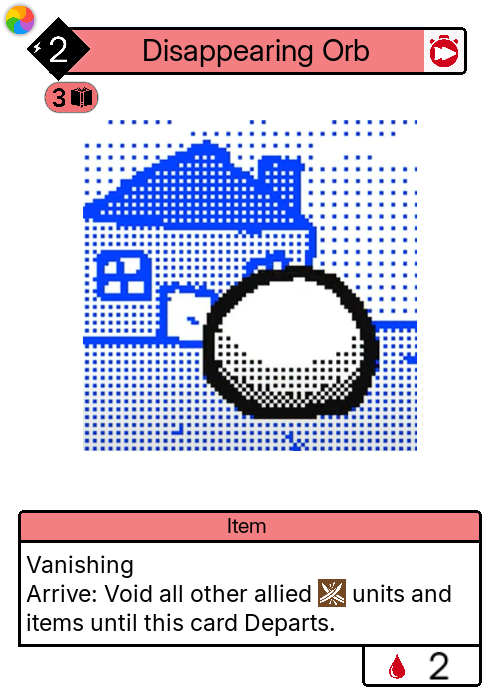 2
Disappearing Orb
3
Item
Vanishing
Arrive: Void all other allied units and
items until this card Departs.
2